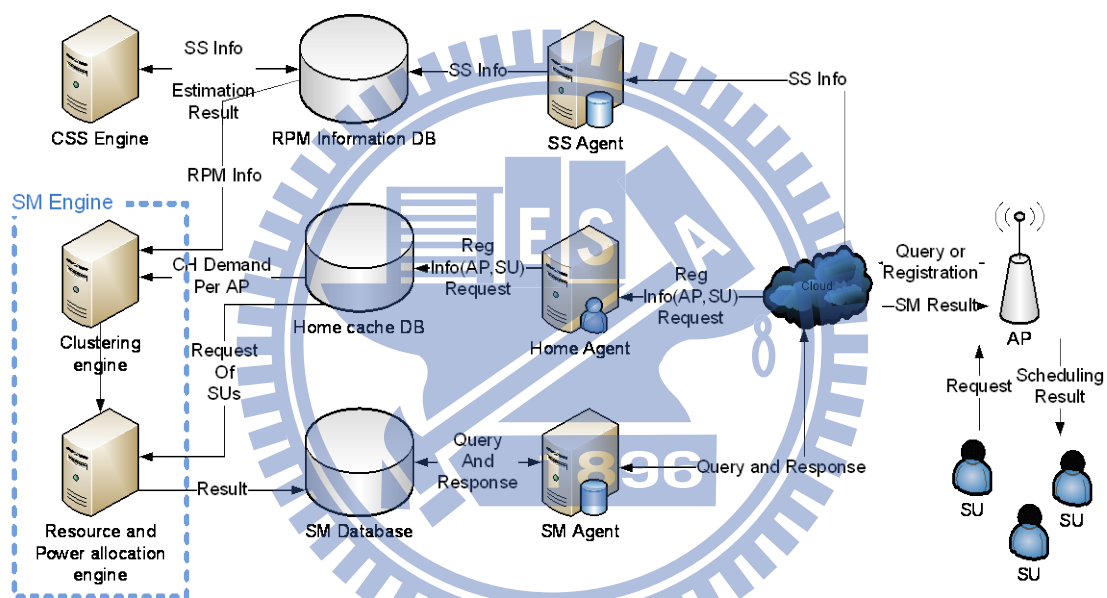 SS Info
Estimation
Result
CSS Engine
RPM Information DB
SS Info
SS Agent
SS Info
RPM Info
SM Engine
CH Demand
Per AP
Clustering
engine
Home cache DB
Reg
Info(AP,SU)
Request
Home Agent
Reg
Info(AP,SU)
Request
Cloud
Query or
Registration
SM Result
AP
Request
Of
SUs
Request
Scheduling
Result
SU
SU
SU
Resource and
Power allocation
engine
Result
SM Database
Query
And
Response
SM Agent
Query and Response
ESA
8
1896